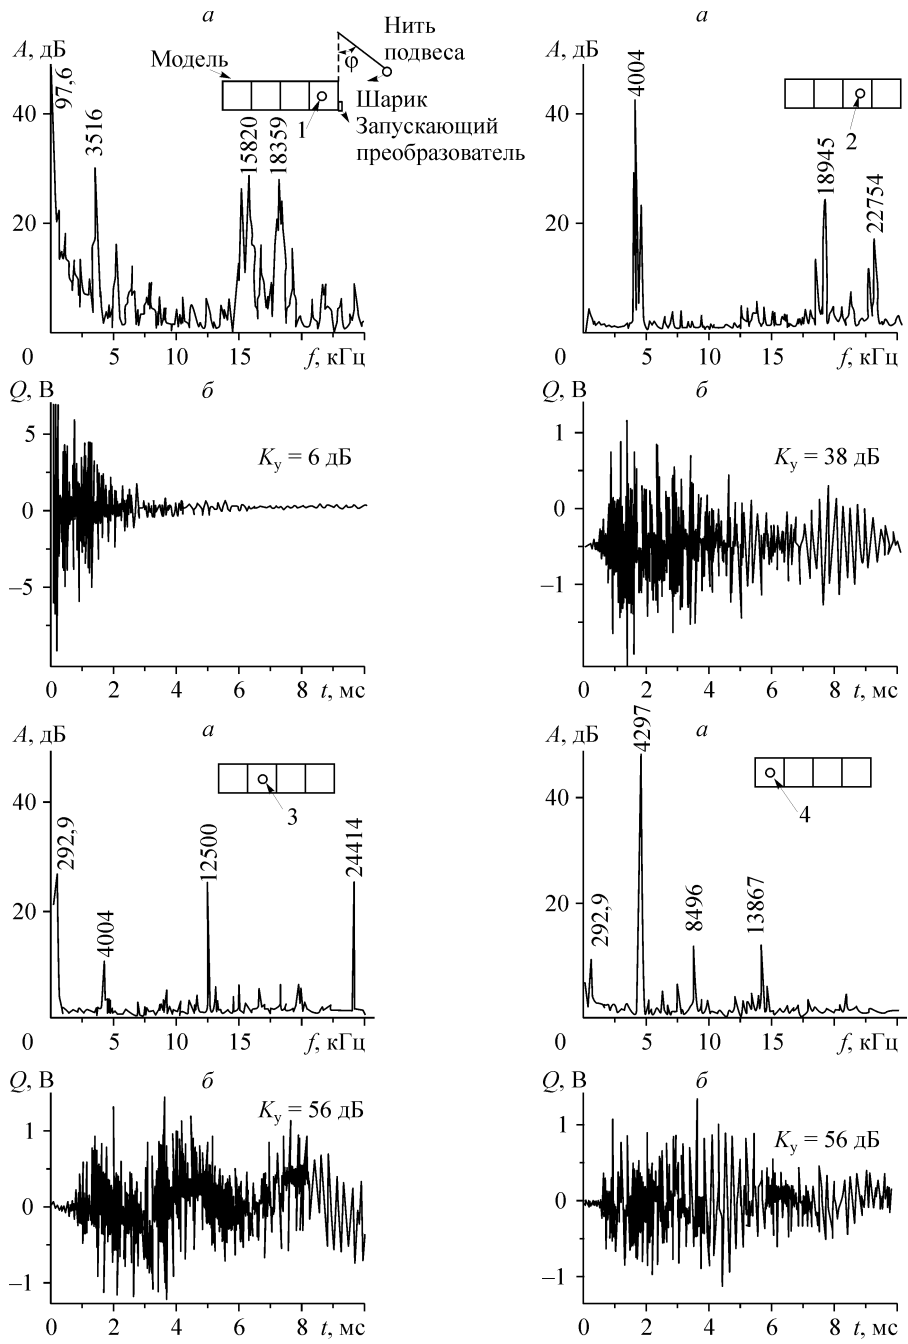 а
A, дБ
97,6
3516
15820
18359
40
20
Модель
φ
Нить
подвеса
Шарик
Запускающий
преобразователь
1
0
5
10
15
f, кГц
а
A, дБ
4004
18945
22754
40
20
2
0
5
10
15
f, кГц
Q, В
б
5
0
–5
Kу = 6 дБ
0
2
4
6
8
t, мс
Q, В
б
1
0
–1
Kу = 38 дБ
0
2
4
6
8
t, мс
A, дБ
а
292,9
4004
12500
24414
40
20
3
0
5
10
15
f, кГц
A, дБ
а
292,9
4297
8496
13867
40
20
4
0
5
10
15
f, кГц
Q, В
б
1
0
–1
Kу = 56 дБ
0
2
4
6
8
t, мс
Q, В
б
1
0
–1
Kу = 56 дБ
0
2
4
6
8
t, мс